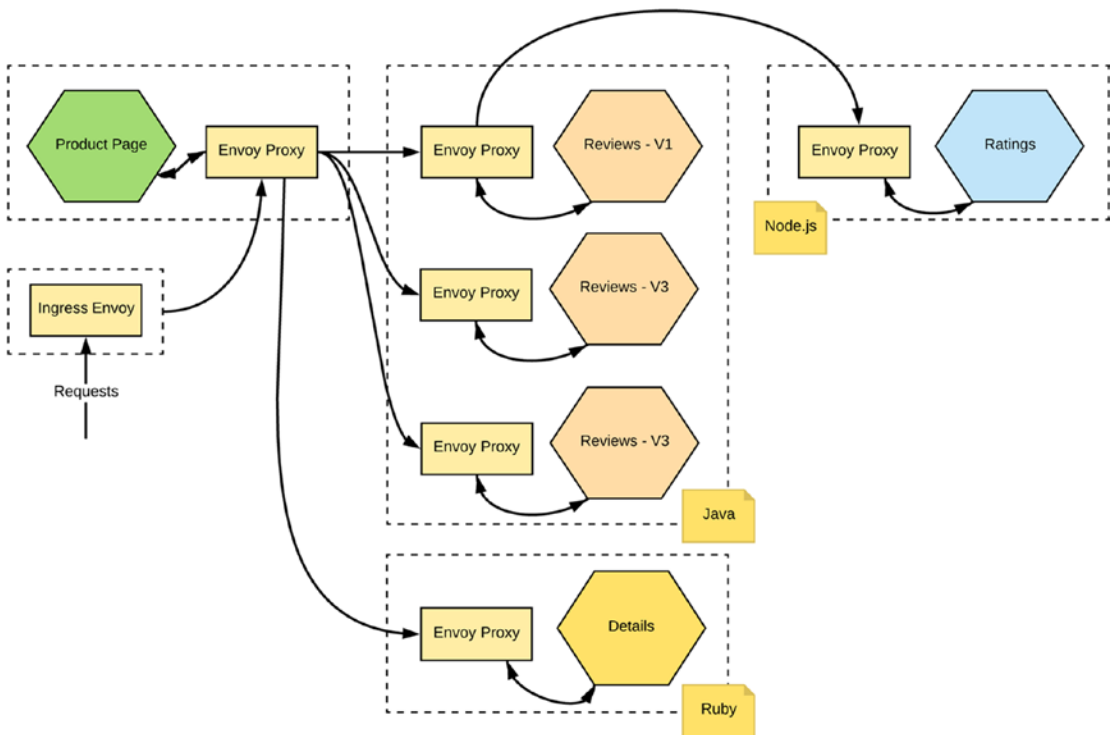 Product Page
Envoy Proxy
Envoy Proxy
Reviews - V1
Envoy Proxy
Ratings
Node.js
Ingress Envoy
Requests
Envoy Proxy
Reviews - V3
Envoy Proxy
Reviews - V3
Java
Envoy Proxy
Details
Ruby